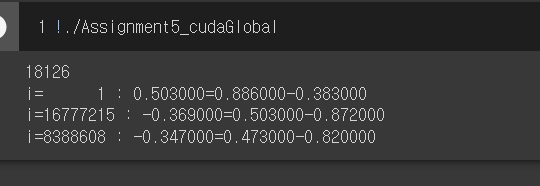 1 !./Assignment5_cudaGlobal
18126
i=      1 : 0.503000=0.886000-0.383000
i=16777215 : -0.369000=0.503000-0.872000
i=8388608 : -0.347000=0.473000-0.820000